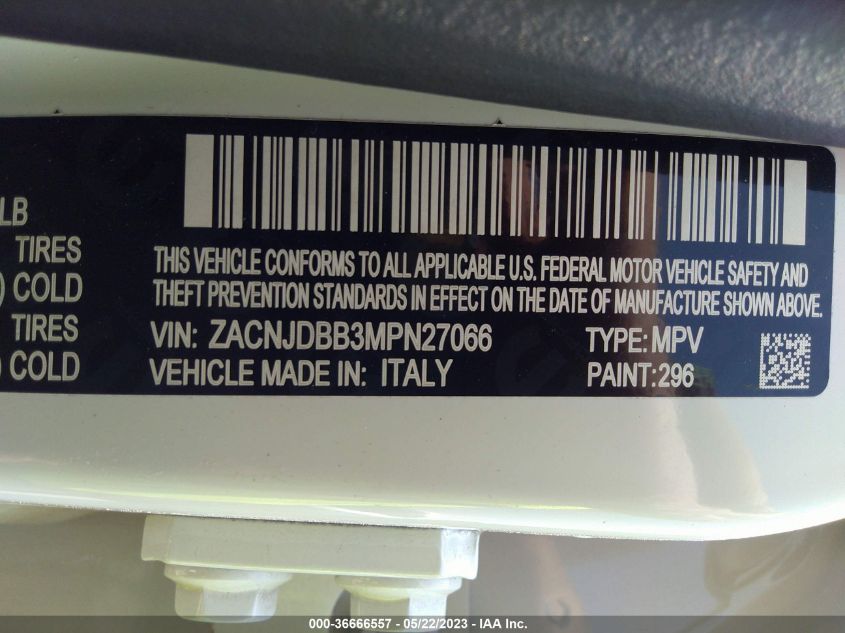 LB
TIRES
) COLD
TIRES
) COLD
THIS VEHICLE CONFORMS TO ALL APPLICABLE U.S. FEDERAL MOTOR VEHICLE SAFETY AND
THEFT PREVENTION STANDARDS IN EFFECT ON THE DATE OF MANUFACTURE SHOWN ABOVE.
VIN: ZACNJDBB3MPN27066 TYPE: MPV
VEHICLE MADE IN: ITALY PAINT: 296
000-36666557 - 05/22/2023 - IAA Inc.